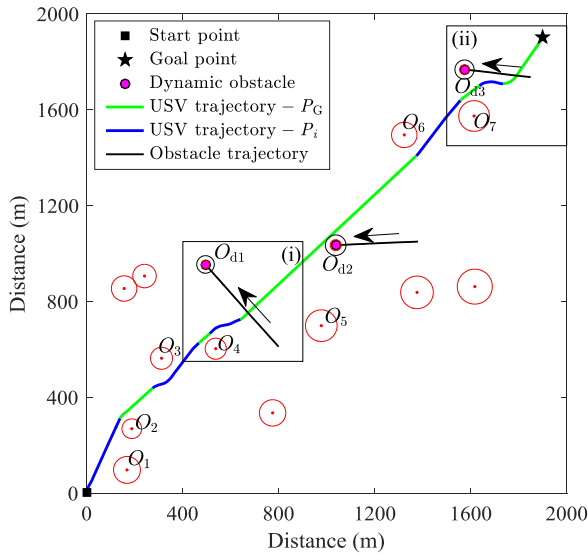 2000
1600
1200
800
400
0
Distance (m)
Start point
Goal point
Dynamic obstacle
USV trajectory − P_G
USV trajectory − P_i
Obstacle trajectory
(ii)
O_d3
O_6
O_7
(i)
O_d1
O_d2
O_5
O_3
O_4
O_2
O_1
0
400
800
1200
1600
2000
Distance (m)